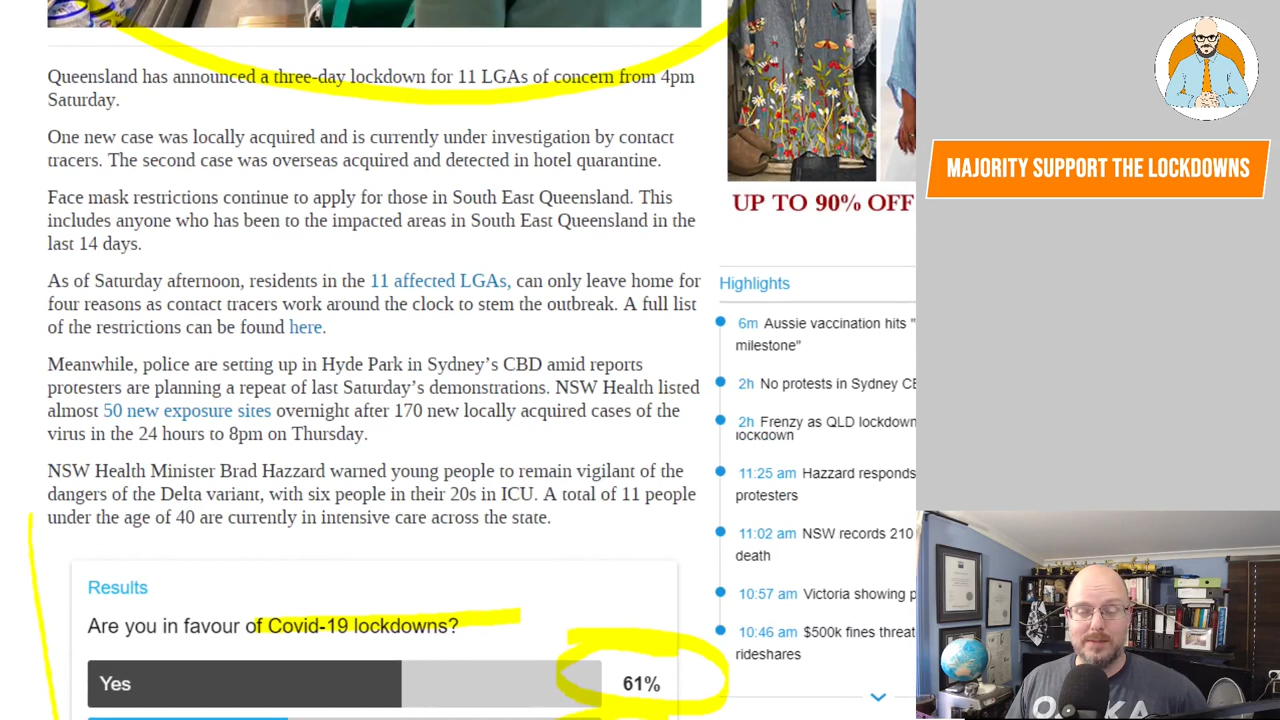 Queensland has announced a three-day lockdown for 11 LGAs of concern from 4pm
Saturday.
One new case was locally acquired and is currently under investigation by contact
tracers. The second case was overseas acquired and detected in hotel quarantine.
Face mask restrictions continue to apply for those in South East Queensland. This
includes anyone who has been to the impacted areas in South East Queensland in the
last 14 days.
As of Saturday afternoon, residents in the 11 affected LGAs, can only leave home for
four reasons as contact tracers work around the clock to stem the outbreak. A full list
of the restrictions can be found here.
Meanwhile, police are setting up in Hyde Park in Sydney’s CBD amid reports
protesters are planning a repeat of last Saturday’s demonstrations. NSW Health listed
almost 50 new exposure sites overnight after 170 new locally acquired cases of the
virus in the 24 hours to 8pm on Thursday.
NSW Health Minister Brad Hazzard warned young people to remain vigilant of the
dangers of the Delta variant, with six people in their 20s in ICU. A total of 11 people
under the age of 40 are currently in intensive care across the state.
Results
Are you in favour of Covid-19 lockdowns?
Yes
61%
UP TO 90% OFF
Highlights
6m Aussie vaccination hits "
milestone"
2h No protests in Sydney
2h Frenzy as QLD lockdown
lockdown
11:25 am Hazzard responds
protesters
11:02 am NSW records 210
death
10:57 am Victoria showing
10:46 am $500k fines threat
rideshares
MAJORITY SUPPORT THE LOCKDOWNS